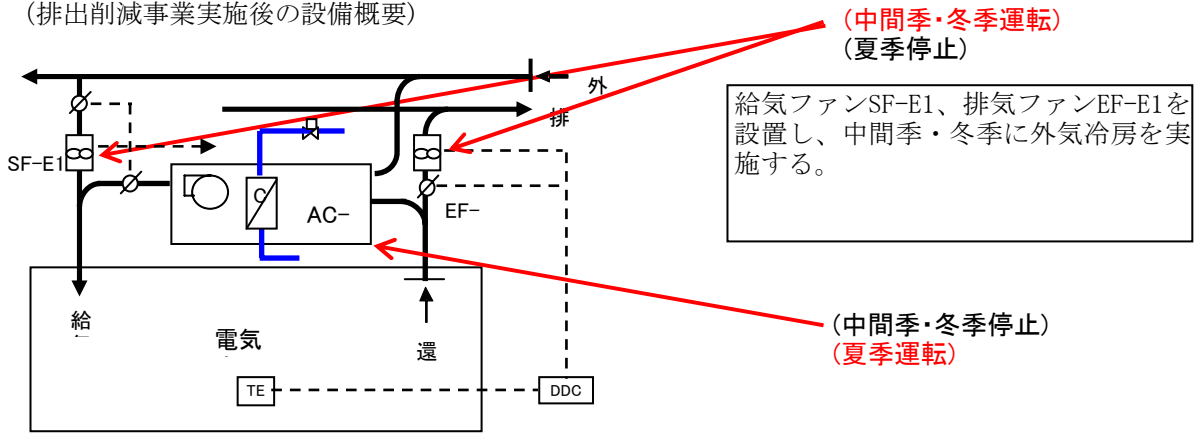 (排出削減事業実施後の設備概要)
(中間季・冬季運転)
(夏季停止)
外
排
給気ファンSF-E1、排気ファンEF-E1を
設置し、中間季・冬季に外気冷房を実
施する。
SF-E1
C
AC-
EF-
給
電気
還
(中間季・冬季停止)
(夏季運転)
TE
DDC